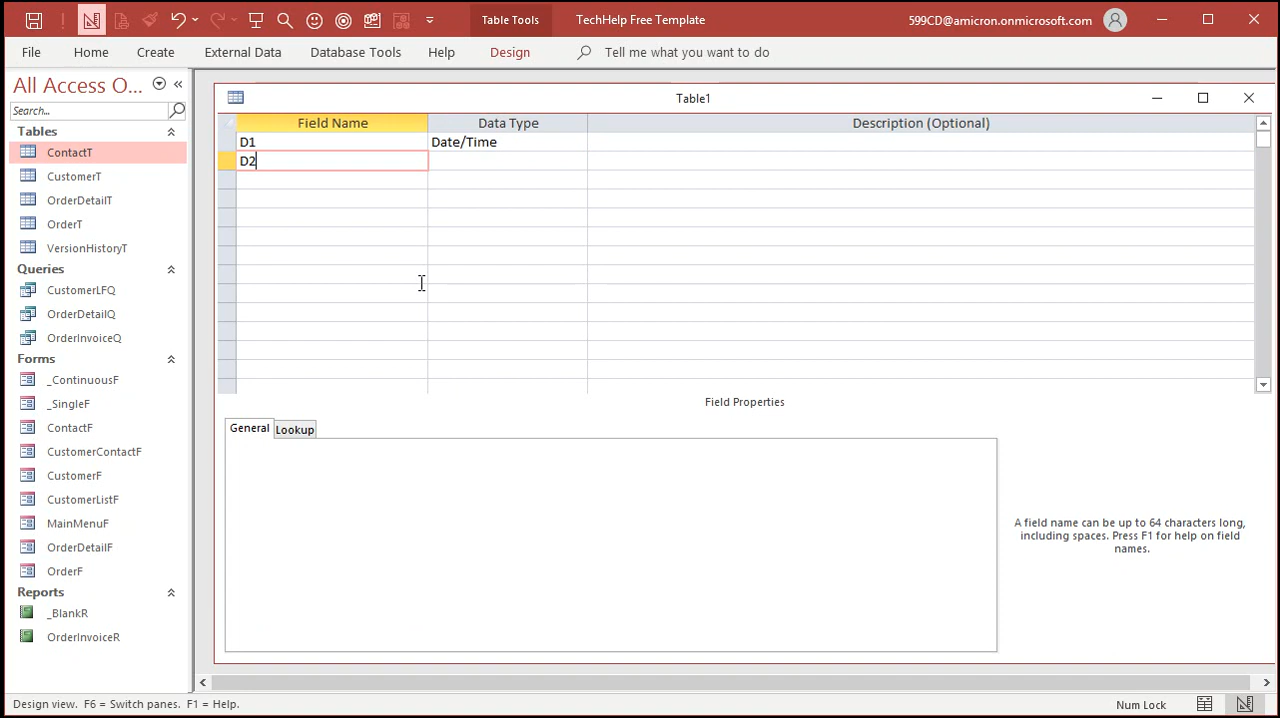 Table Tools
TechHelp Free Template
599CD@amicron.onmicrosoft.com
File
Home
Create
External Data
Database Tools
Help
Design
Tell me what you want to do
All Access O...
Search...
Tables
ContactT
CustomerT
OrderDetailT
OrderT
VersionHistoryT
Queries
CustomerLFQ
OrderDetailQ
OrderInvoiceQ
Forms
_ContinuousF
_SingleF
ContactF
CustomerContactF
CustomerF
CustomerListF
MainMenuF
OrderDetailF
OrderF
Reports
_BlankR
OrderInvoiceR
Table1
Field Name
Data Type
Description (Optional)
D1
Date/Time
D2
Field Properties
General
Lookup
A field name can be up to 64 characters long,
including spaces. Press F1 for help on field
names.
Design view. F6 = Switch panes. F1 = Help.
Num Lock